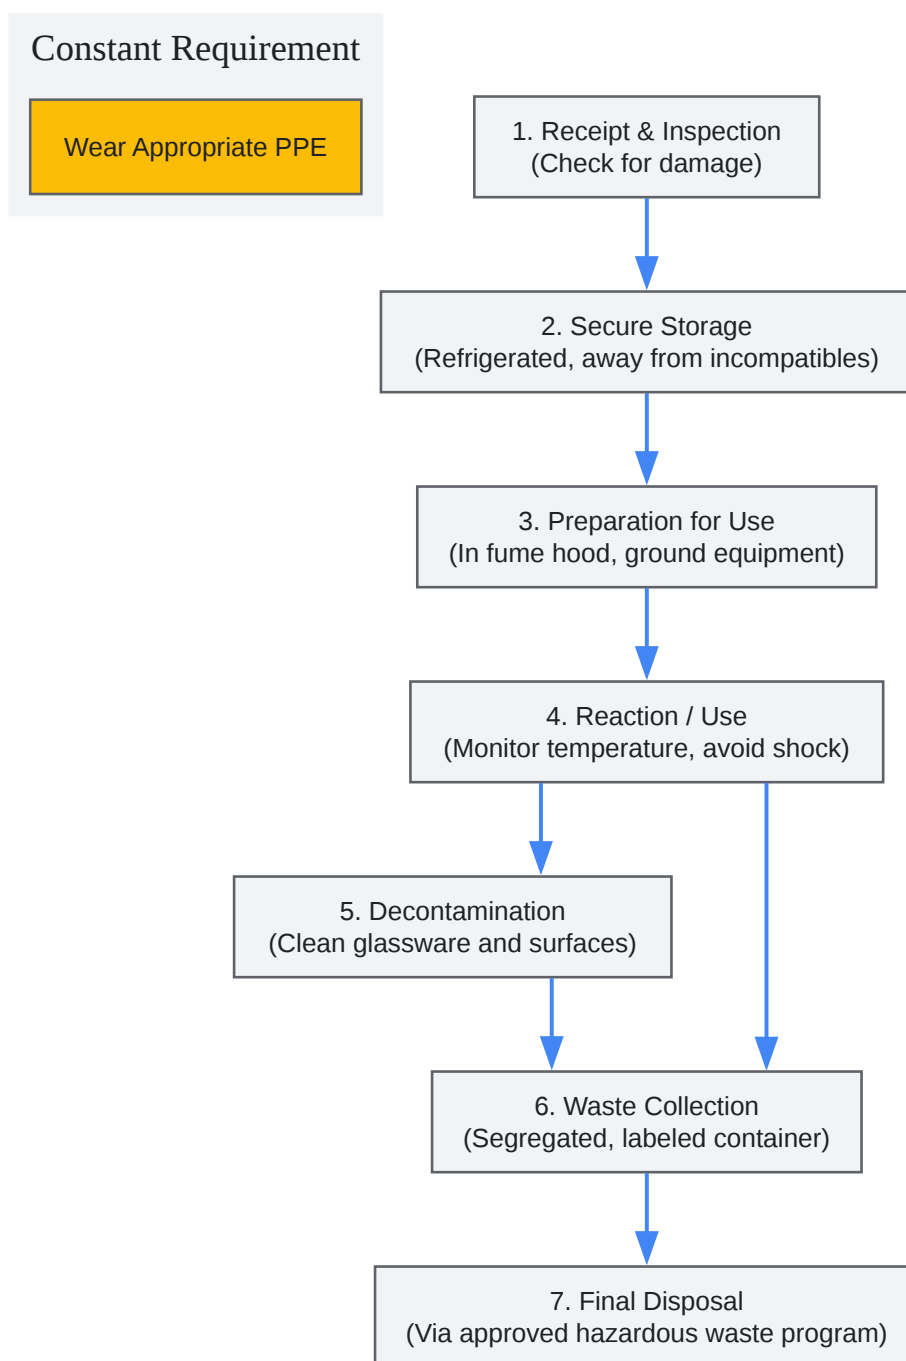 Constant Requirement
Wear Appropriate PPE
1. Receipt & Inspection
(Check for damage)
2. Secure Storage
(Refrigerated, away from incompatibles)
3. Preparation for Use
(In fume hood, ground equipment)
4. Reaction / Use
(Monitor temperature, avoid shock)
5. Decontamination
(Clean glassware and surfaces)
6. Waste Collection
(Segregated, labeled container)
7. Final Disposal
(Via approved hazardous waste program)